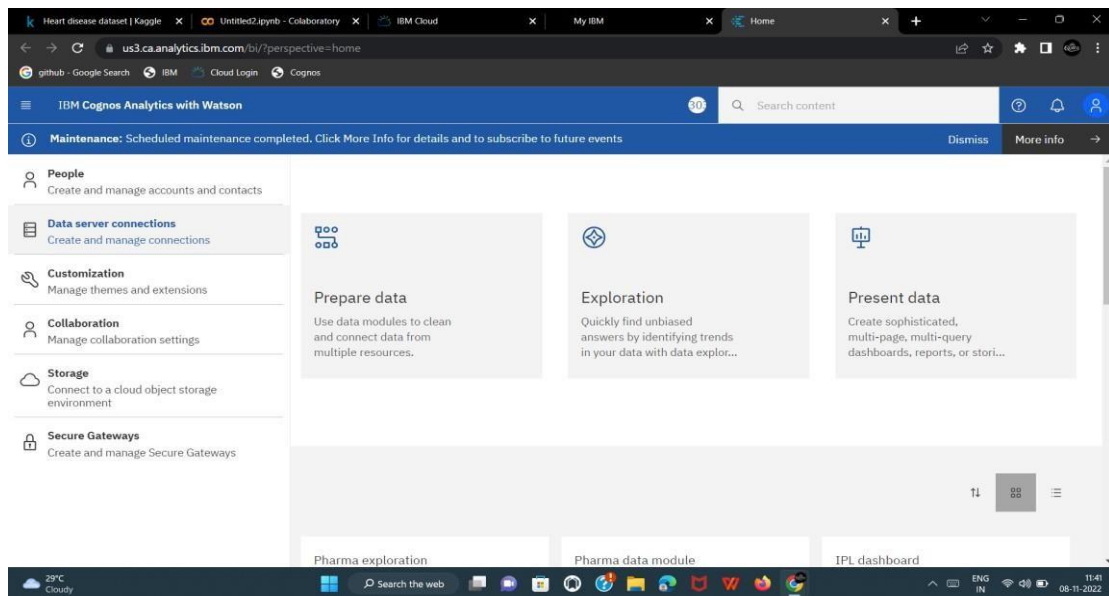 Heart disease dataset | Kaggle
Untitled2.ipynb - Colaboratory
IBM Cloud
My IBM
Home
us3.ca.analytics.ibm.com/bi/?perspective=home
github - Google Search
IBM
Cloud Login
Cognos
IBM Cognos Analytics with Watson
Search content
Maintenance: Scheduled maintenance completed. Click More Info for details and to subscribe to future events
Dismiss
More info
People
Create and manage accounts and contacts
Data server connections
Create and manage connections
Customization
Manage themes and extensions
Collaboration
Manage collaboration settings
Storage
Connect to a cloud object storage
environment
Secure Gateways
Create and manage Secure Gateways
Prepare data
Use data modules to clean
and connect data from
multiple resources.
Exploration
Quickly find unbiased
answers by identifying trends
in your data with data explor...
Present data
Create sophisticated,
multi-page, multi-query
dashboards, reports, or stori...
Pharma exploration
Pharma data module
IPL dashboard
29°C
Cloudy
Search the web
ENG
IN
11:41
08-11-2022